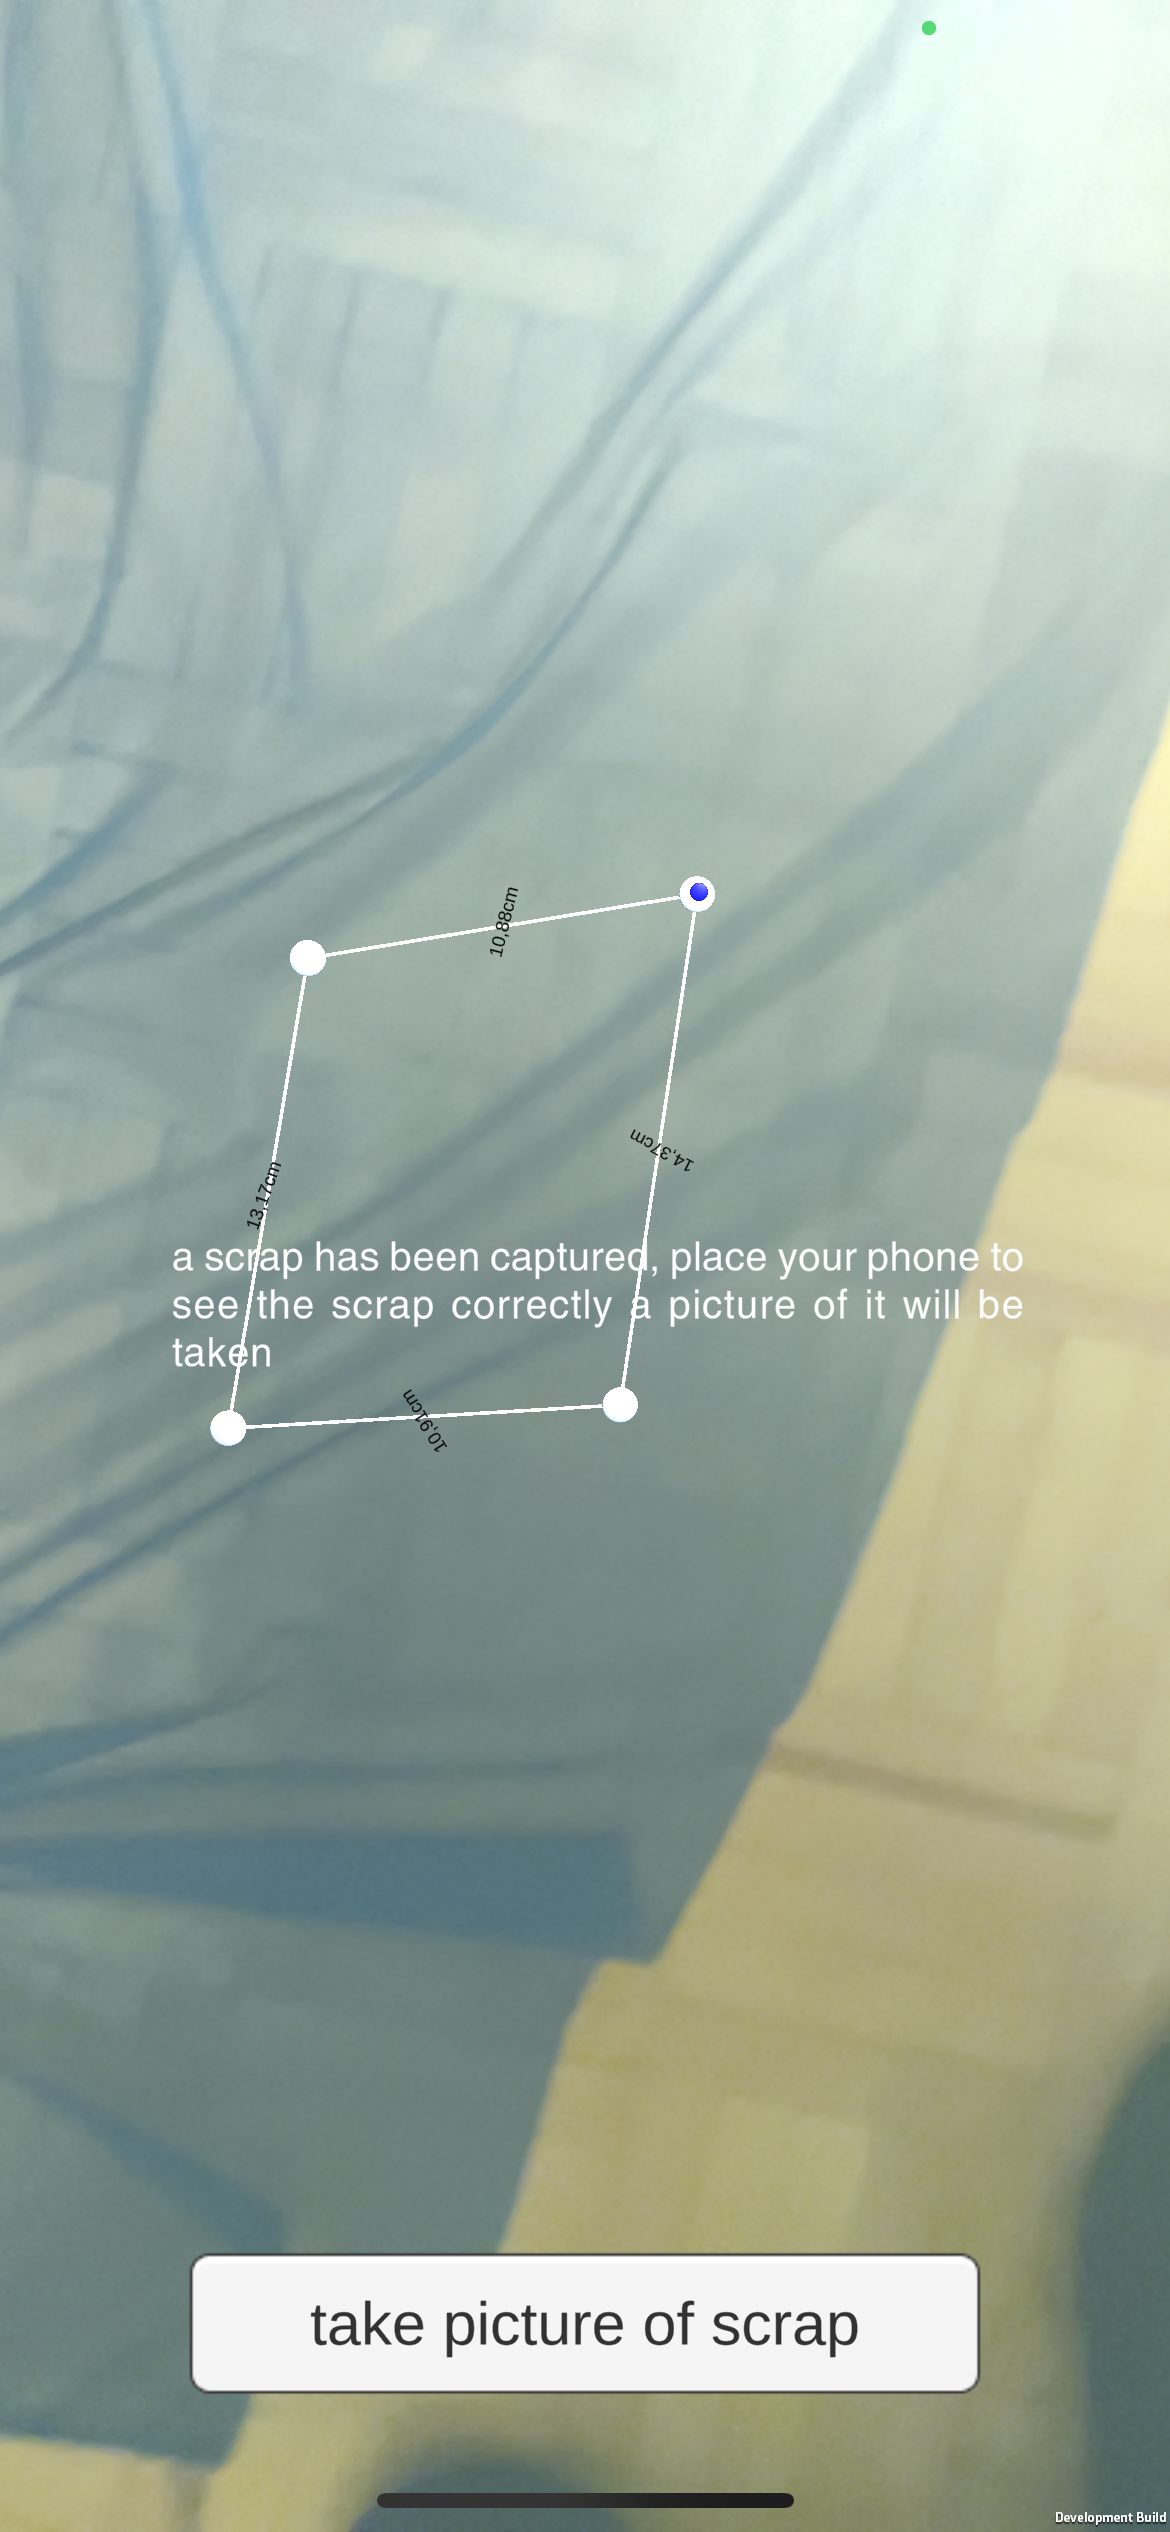 10,88cm
14,37cm
13,17cm
a scrap has been captured, place your phone to
see the scrap correctly a picture of it will be
taken
10,91cm
take picture of scrap
Development Build